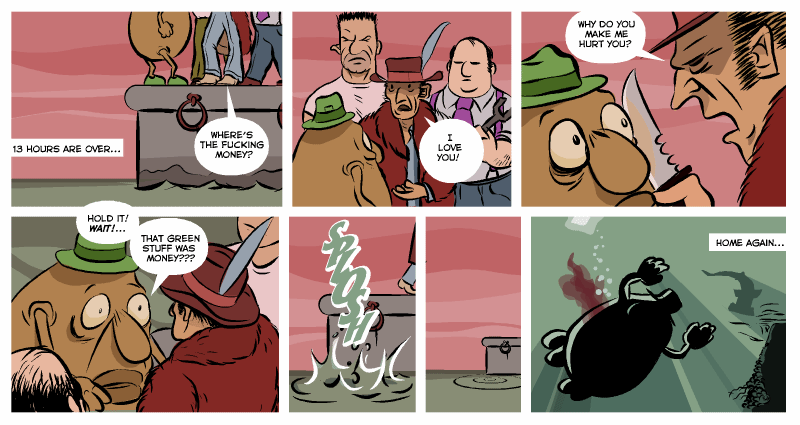 13 HOURS ARE OVER...
WHERE'S
THE FUCKING
MONEY?
I
LOVE
YOU!
WHY DO YOU
MAKE ME
HURT YOU?
HOLD IT!
WAIT!...
THAT GREEN
STUFF WAS
MONEY???
SPLOSH
HOME AGAIN...